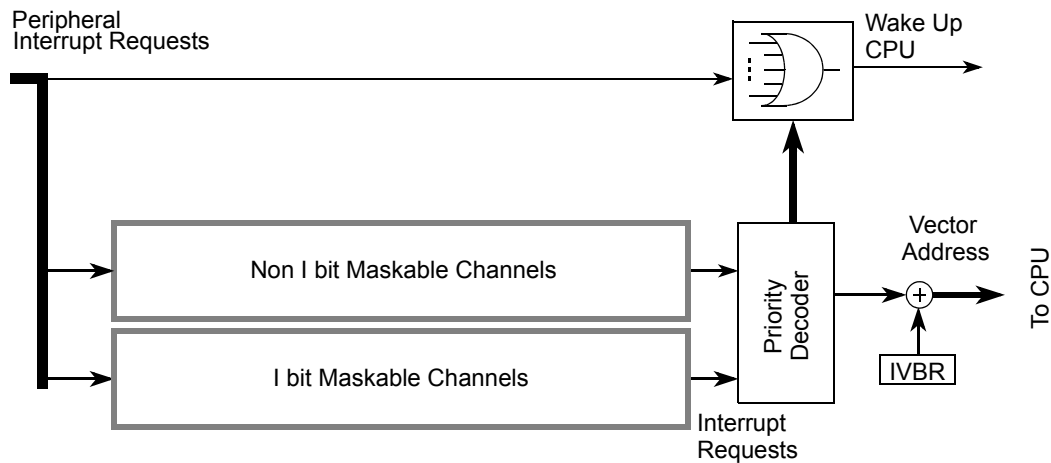 Peripheral
Interrupt Requests
Wake Up
CPU
Non I bit Maskable Channels
I bit Maskable Channels
Priority
Decoder
Interrupt
Requests
Vector
Address
+
IVBR
To CPU